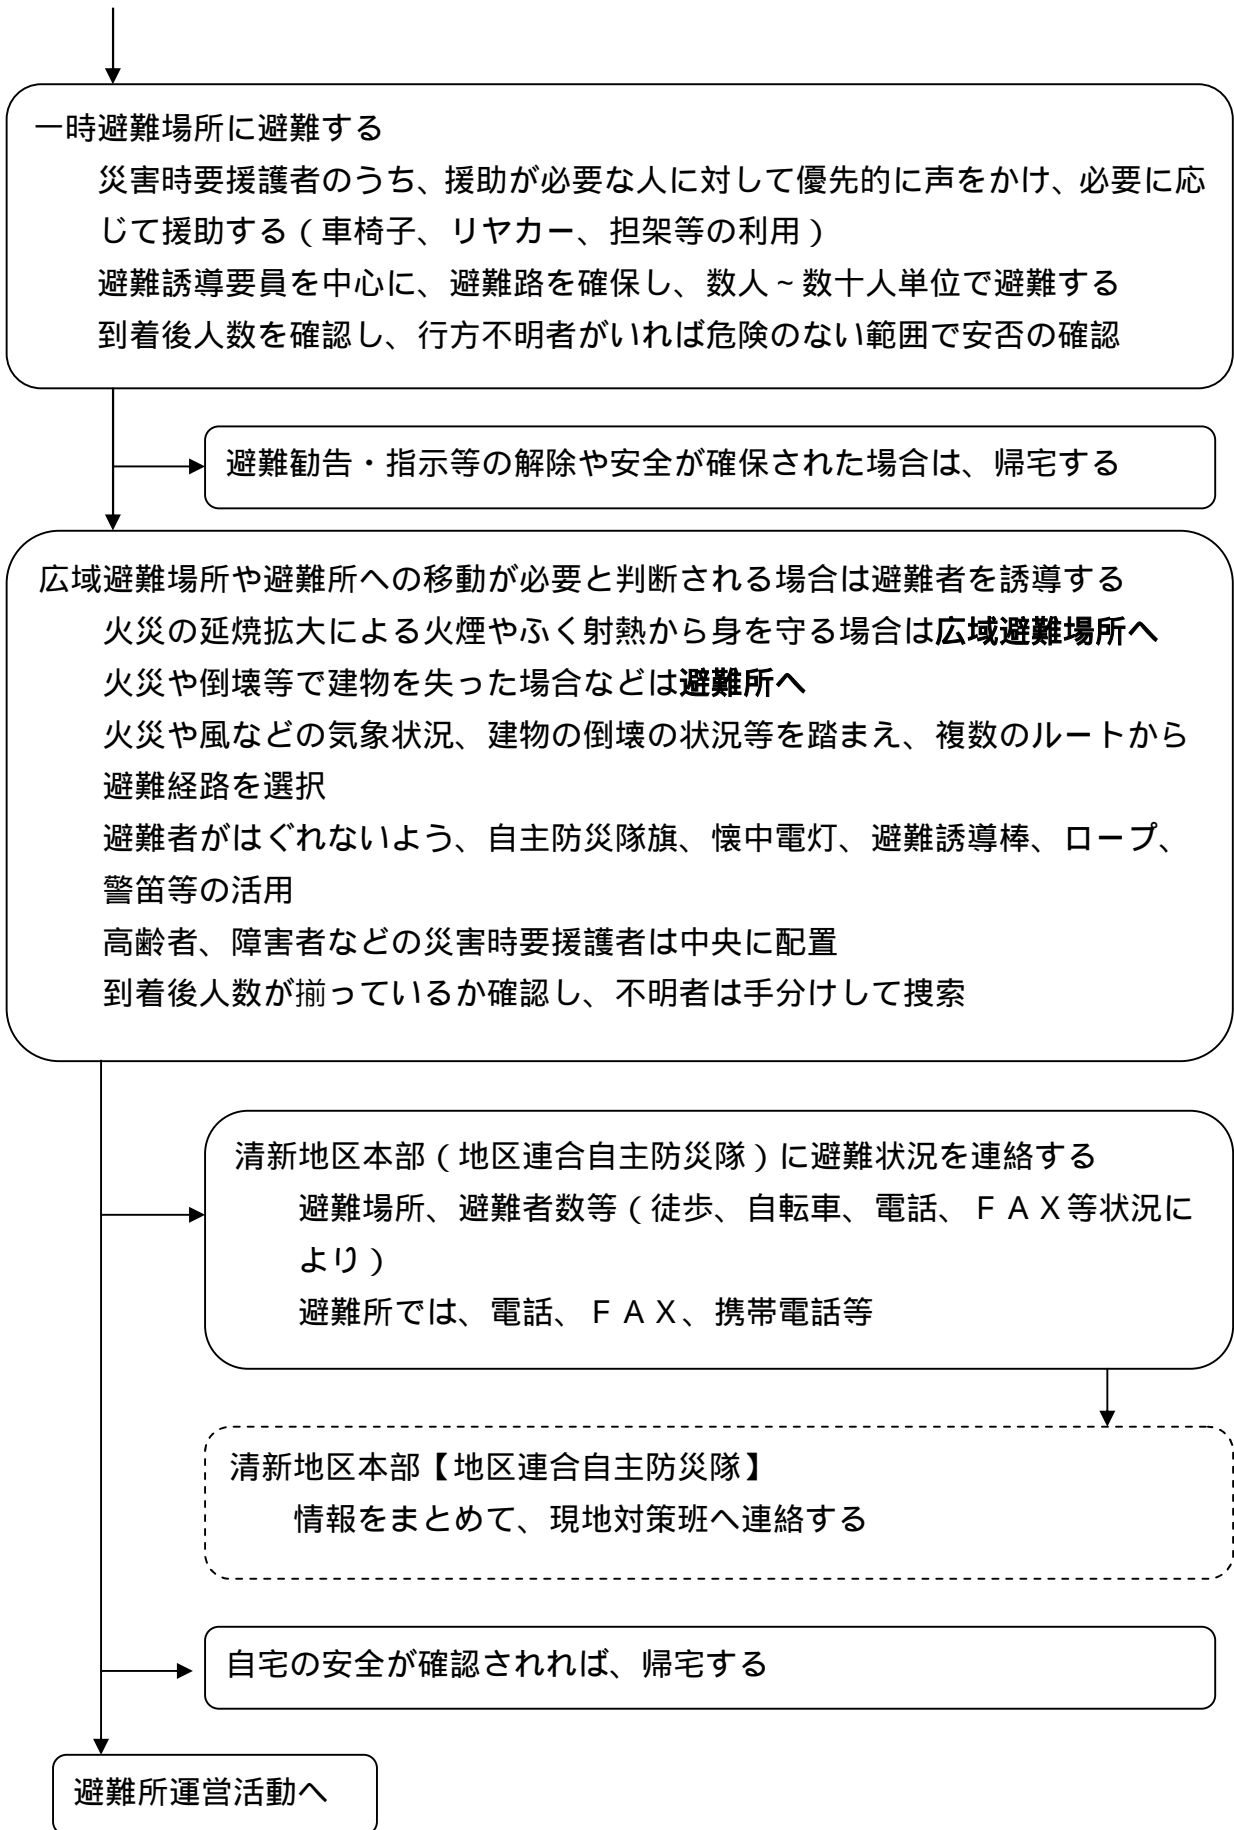 一時避難場所に避難する
災害時要援護者のうち、援助が必要な人に対して優先的に声をかけ、必要に応
じて援助する（車椅子、リヤカー、担架等の利用）
避難誘導要員を中心に、避難路を確保し、数人～数十人単位で避難する
到着後人数を確認し、行方不明者がいれば危険のない範囲で安否の確認
避難勧告・指示等の解除や安全が確保された場合は、帰宅する
広域避難場所や避難所への移動が必要と判断される場合は避難者を誘導する
火災の延焼拡大による火煙やふく射熱から身を守る場合は広域避難場所へ
火災や倒壊等で建物を失った場合などは避難所へ
火災や風などの気象状況、建物の倒壊の状況等を踏まえ、複数のルートから
避難経路を選択
避難者がはぐれないよう、自主防災隊旗、懐中電灯、避難誘導棒、ロープ、
警笛等の活用
高齢者、障害者などの災害時要援護者は中央に配置
到着後人数が揃っているか確認し、不明者は手分けして捜索
清新地区本部（地区連合自主防災隊）に避難状況を連絡する
避難場所、避難者数等（徒歩、自転車、電話、ＦＡＸ等状況に
より）
避難所では、電話、ＦＡＸ、携帯電話等
清新地区本部【地区連合自主防災隊】
情報をまとめて、現地対策班へ連絡する
自宅の安全が確認されれば、帰宅する
避難所運営活動へ